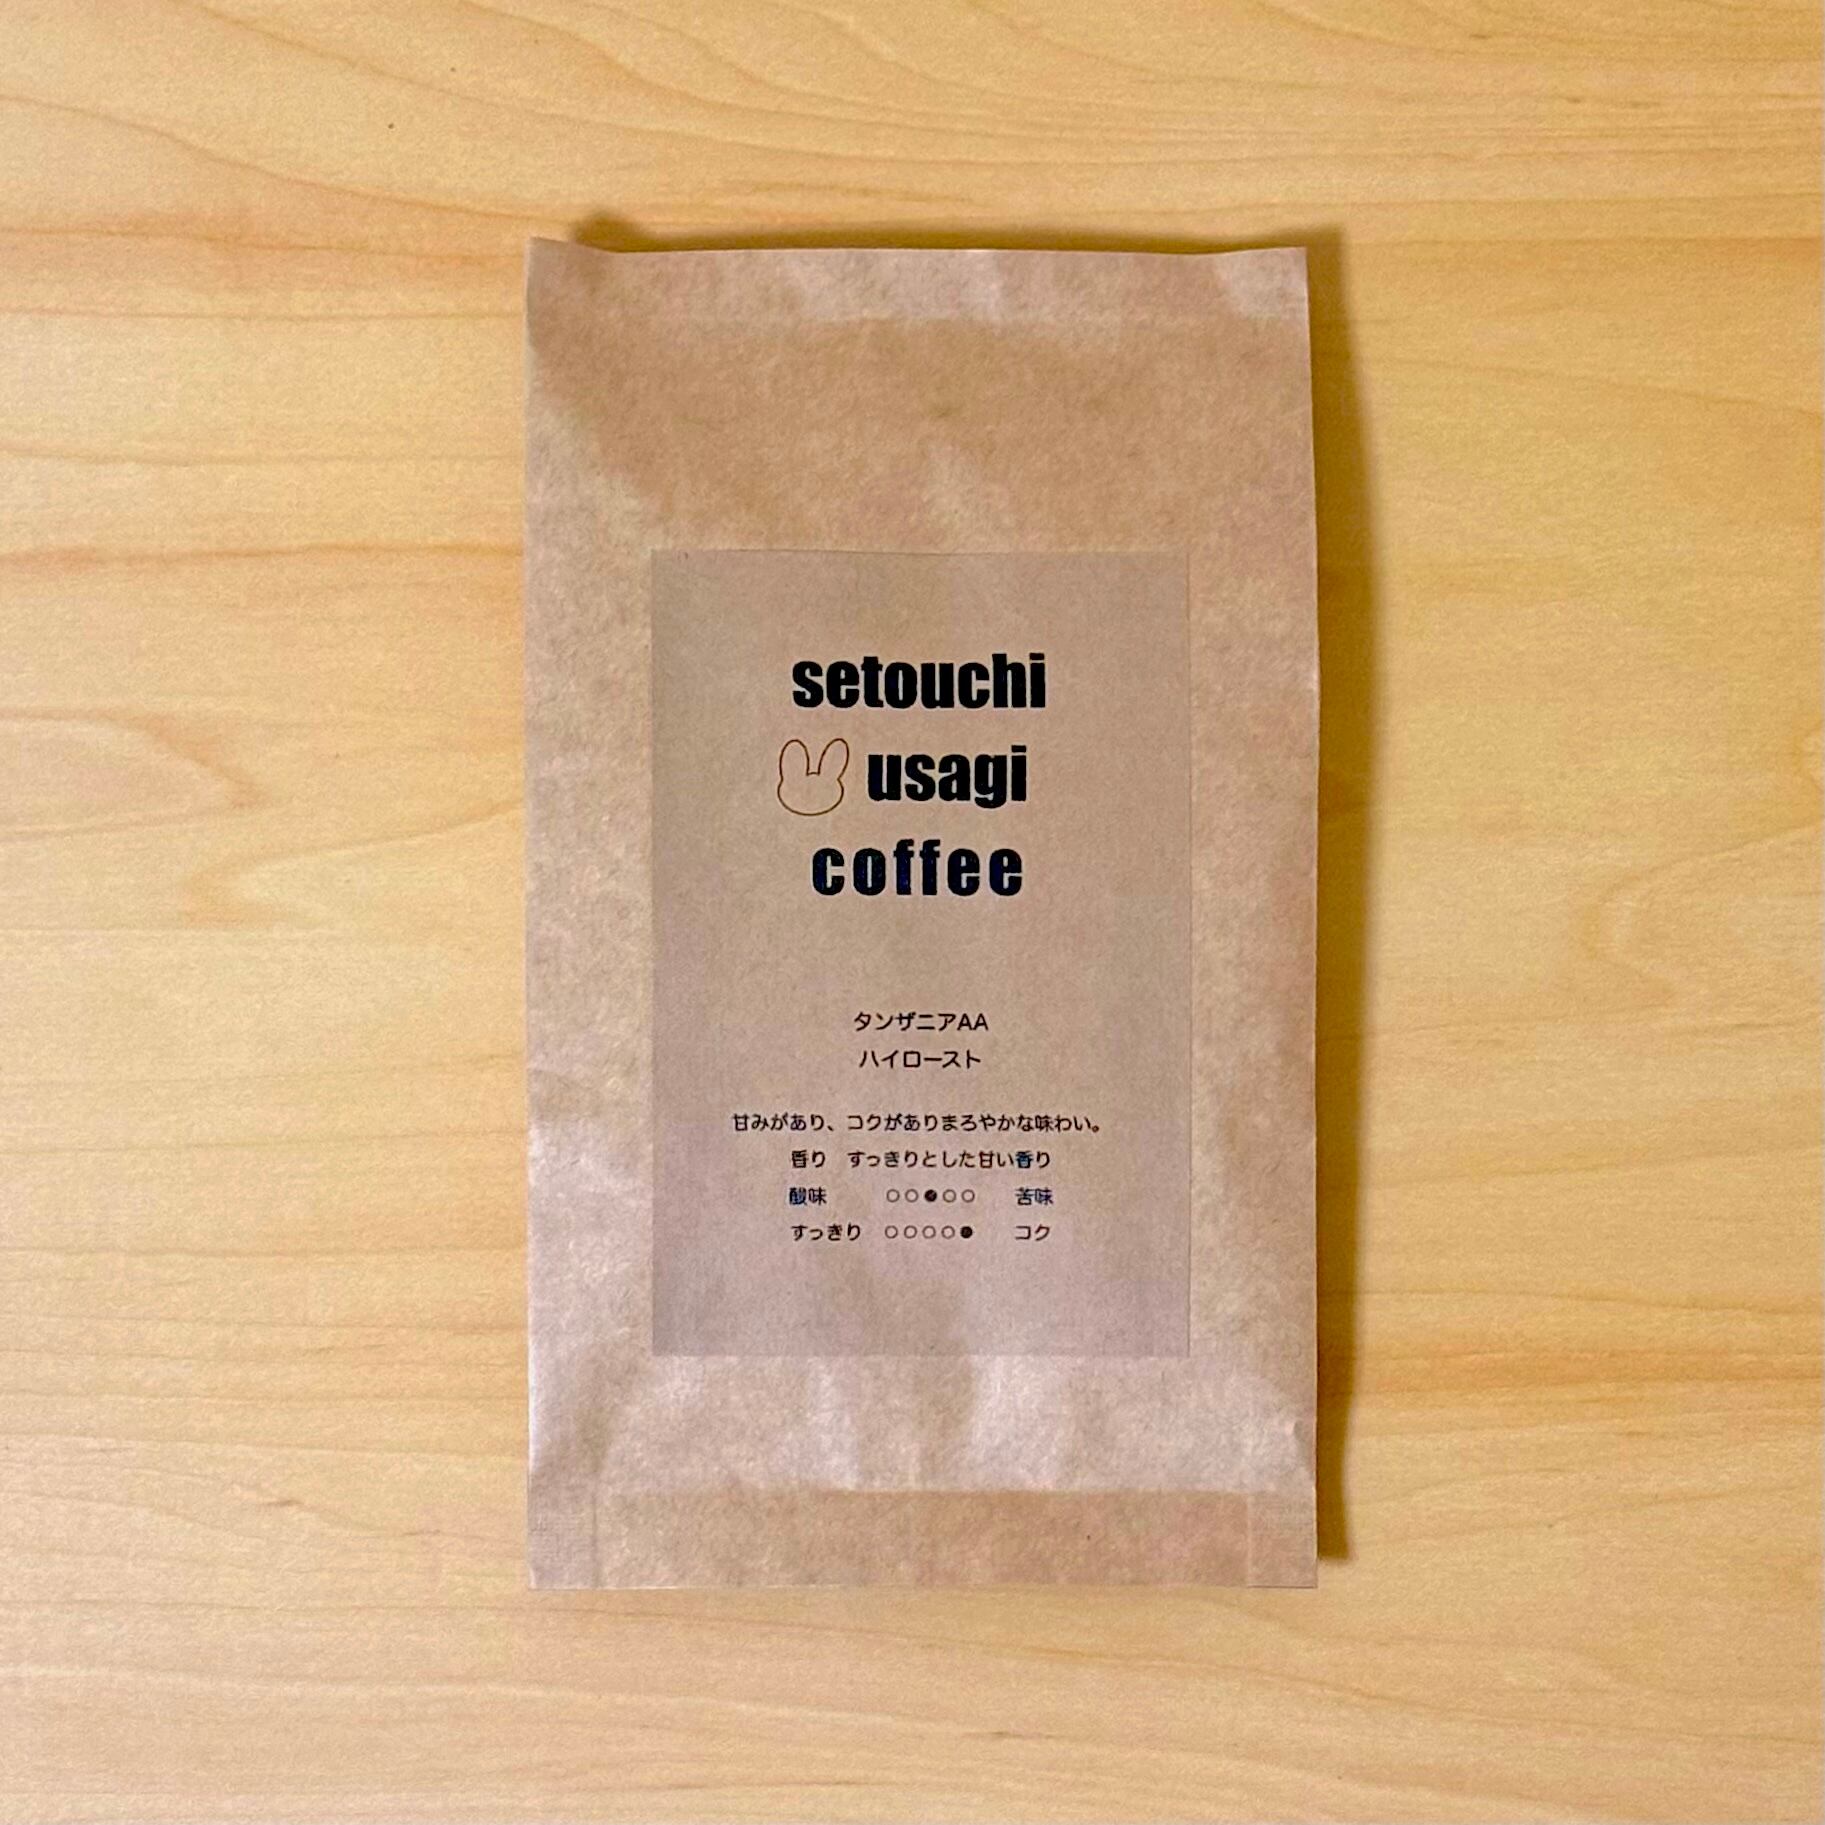 setouchi
usagi
coffee
タンザニアAA
ハイロースト
甘みがあり、コクがありまろやかな味わい。
香り　すっきりとした甘い香り
酸味　○○●○○　苦味
すっきり　○○○○●　コク